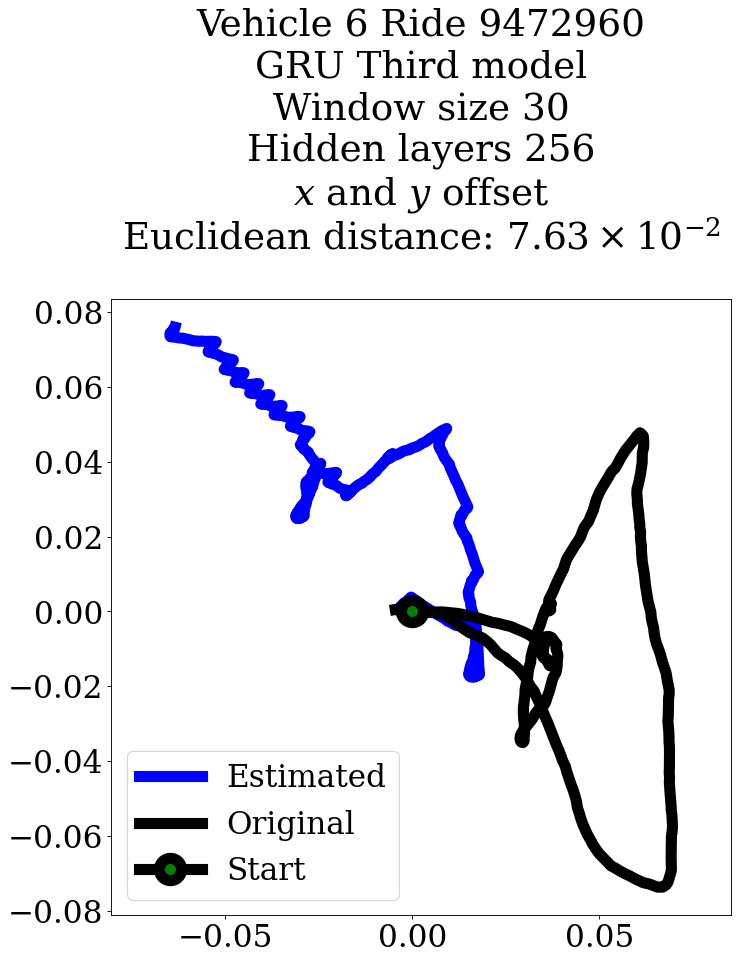 Vehicle 6 Ride 9472960
GRU Third model
Window size 30
Hidden layers 256
x and y offset
Euclidean distance: 7.63 × 10⁻²
0.08
0.06
0.04
0.02
0.00
−0.02
−0.04
−0.06
−0.08
Estimated
Original
Start
−0.05 0.00 0.05